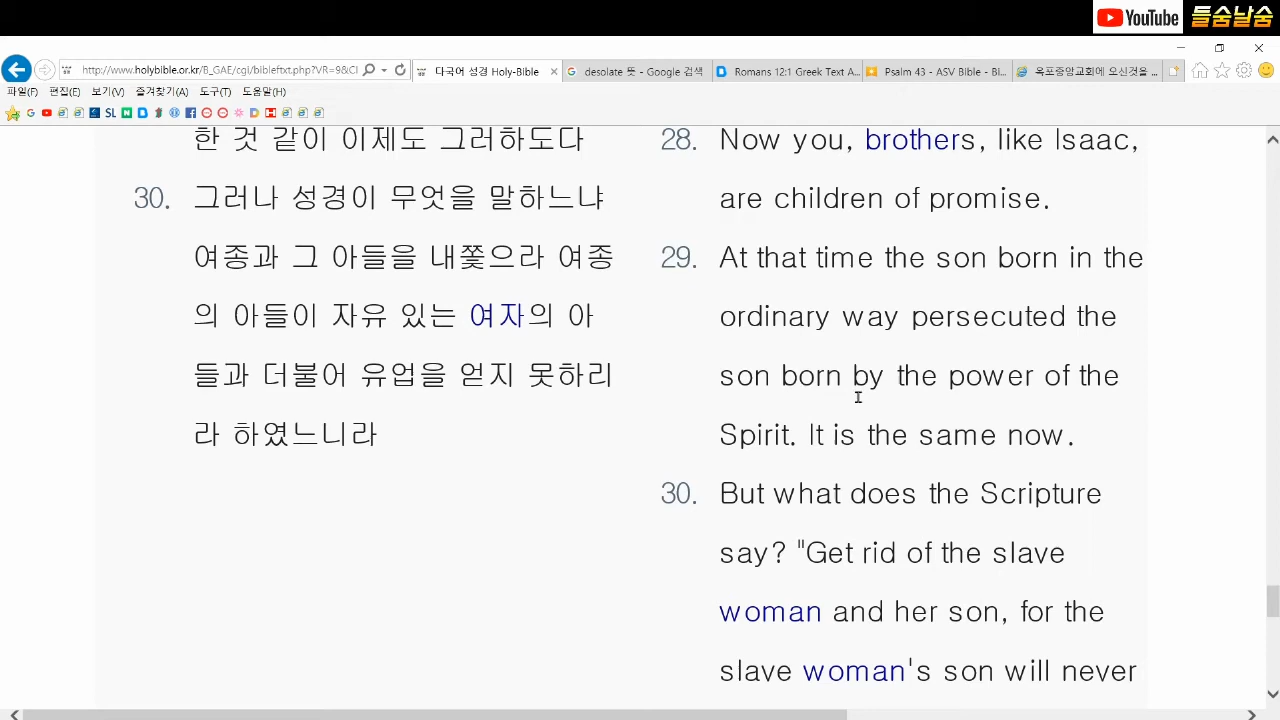 YouTube 들숨날숨
http://www.holybible.or.kr/B_GAE/cgi/bibleftxt.php?VR=9&CI
다국어 성경 Holy-Bible
desolate 뜻 - Google 검색
Romans 12:1 Greek Text A...
Psalm 43 - ASV Bible - Bi...
옥포중앙교회에 오신것을 ...
파일(F) 편집(E) 보기(V) 즐겨찾기(A) 도구(T) 도움말(H)
한 것 같이 이제도 그러하도다
30. 그러나 성경이 무엇을 말하느냐
여종과 그 아들을 내쫓으라 여종
의 아들이 자유 있는 여자의 아
들과 더불어 유업을 얻지 못하리
라 하였느니라
28. Now you, brothers, like Isaac,
are children of promise.
29. At that time the son born in the
ordinary way persecuted the
son born by the power of the
Spirit. It is the same now.
30. But what does the Scripture
say? "Get rid of the slave
woman and her son, for the
slave woman's son will never